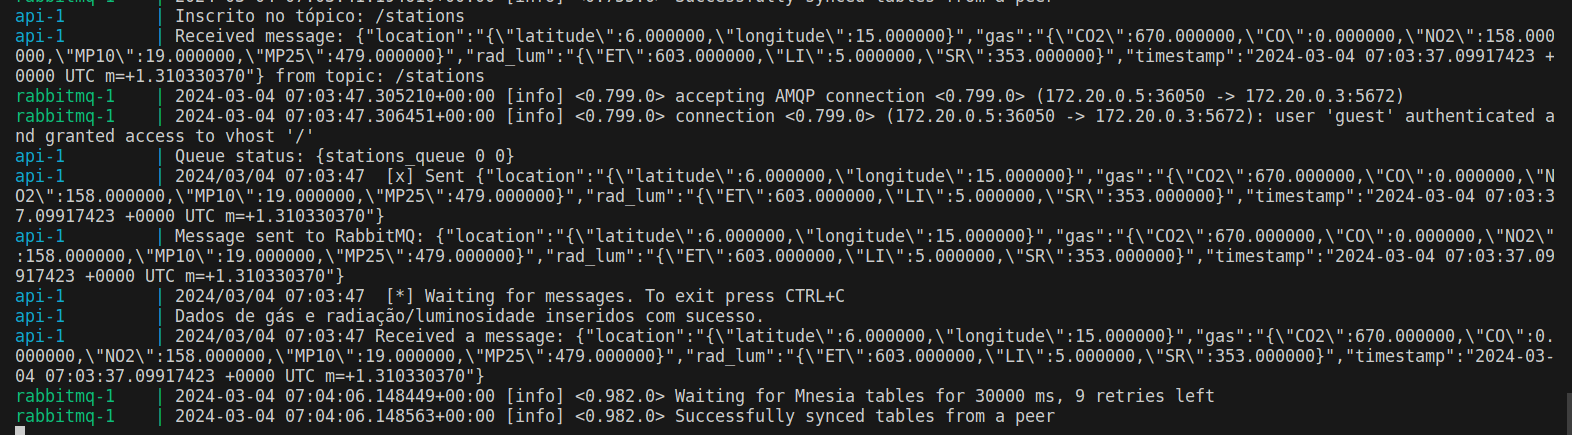 api-1         | Inscrito no tópico: /stations
api-1         | Received message: {"location":"{\"latitude\":6.000000,\"longitude\":15.000000}","gas":"{\"CO2\":670.000000,\"CO\":0.000000,\"NO2\":158.000
000,\"MP10\":19.000000,\"MP25\":479.000000}","rad_lum":"{\"ET\":603.000000,\"LI\":5.000000,\"SR\":353.000000}","timestamp":"2024-03-04 07:03:37.09917423 +
0000 UTC m=+1.310330370"} from topic: /stations
rabbitmq-1    | 2024-03-04 07:03:47.305210+00:00 [info] <0.799.0> accepting AMQP connection <0.799.0> (172.20.0.5:36050 -> 172.20.0.3:5672)
rabbitmq-1    | 2024-03-04 07:03:47.306451+00:00 [info] <0.799.0> connection <0.799.0> (172.20.0.5:36050 -> 172.20.0.3:5672): user 'guest' authenticated a
nd granted access to vhost '/'
api-1         | Queue status: {stations_queue 0 0}
api-1         | 2024/03/04 07:03:47  [x] Sent {"location":"{\"latitude\":6.000000,\"longitude\":15.000000}","gas":"{\"CO2\":670.000000,\"CO\":0.000000,\"N
O2\":158.000000,\"MP10\":19.000000,\"MP25\":479.000000}","rad_lum":"{\"ET\":603.000000,\"LI\":5.000000,\"SR\":353.000000}","timestamp":"2024-03-04 07:03:3
7.09917423 +0000 UTC m=+1.310330370"}
api-1         | Message sent to RabbitMQ: {"location":"{\"latitude\":6.000000,\"longitude\":15.000000}","gas":"{\"CO2\":670.000000,\"CO\":0.000000,\"NO2\"
:158.000000,\"MP10\":19.000000,\"MP25\":479.000000}","rad_lum":"{\"ET\":603.000000,\"LI\":5.000000,\"SR\":353.000000}","timestamp":"2024-03-04 07:03:37.09
917423 +0000 UTC m=+1.310330370"}
api-1         | 2024/03/04 07:03:47  [*] Waiting for messages. To exit press CTRL+C
api-1         | Dados de gás e radiação/luminosidade inseridos com sucesso.
api-1         | 2024/03/04 07:03:47 Received a message: {"location":"{\"latitude\":6.000000,\"longitude\":15.000000}","gas":"{\"CO2\":670.000000,\"CO\":0.
000000,\"NO2\":158.000000,\"MP10\":19.000000,\"MP25\":479.000000}","rad_lum":"{\"ET\":603.000000,\"LI\":5.000000,\"SR\":353.000000}","timestamp":"2024-03-
04 07:03:37.09917423 +0000 UTC m=+1.310330370"}
rabbitmq-1    | 2024-03-04 07:04:06.148449+00:00 [info] <0.982.0> Waiting for Mnesia tables for 30000 ms, 9 retries left
rabbitmq-1    | 2024-03-04 07:04:06.148563+00:00 [info] <0.982.0> Successfully synced tables from a peer